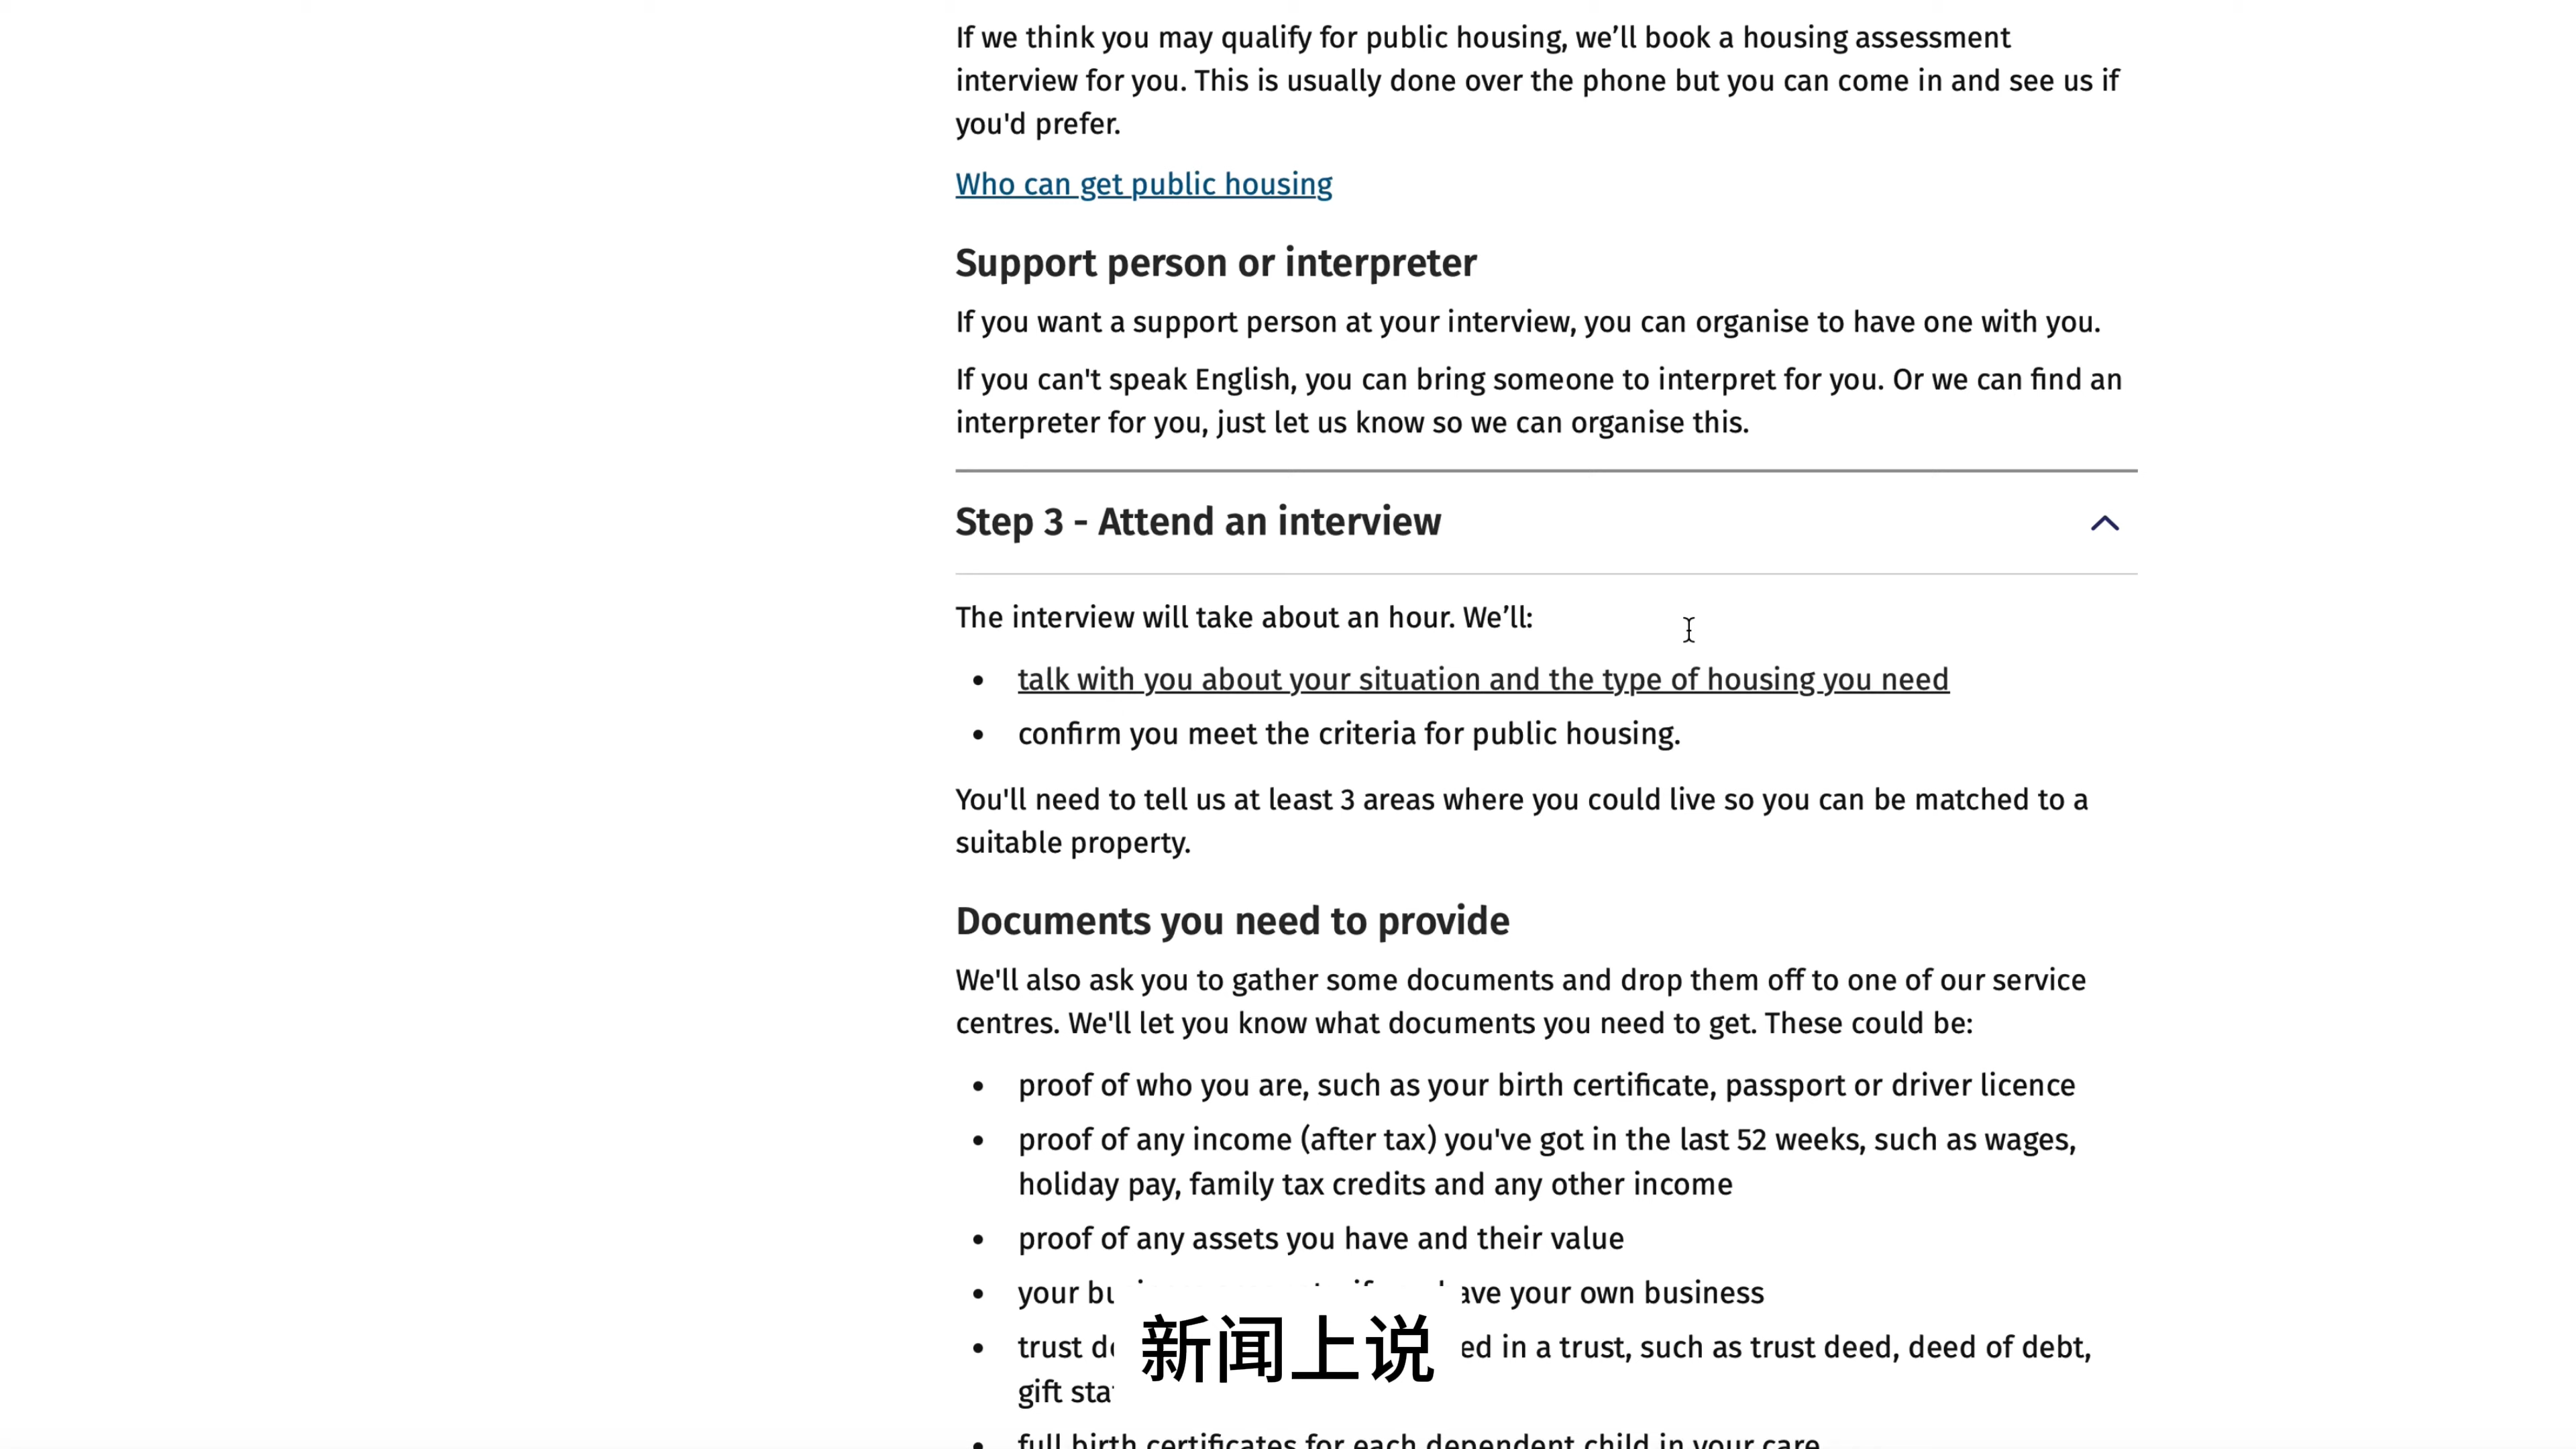 If we think you may qualify for public housing, we’ll book a housing assessment
interview for you. This is usually done over the phone but you can come in and see us if
you'd prefer.
Who can get public housing
Support person or interpreter
If you want a support person at your interview, you can organise to have one with you.
If you can't speak English, you can bring someone to interpret for you. Or we can find an
interpreter for you, just let us know so we can organise this.
Step 3 - Attend an interview
The interview will take about an hour. We’ll:
• talk with you about your situation and the type of housing you need
• confirm you meet the criteria for public housing.
You'll need to tell us at least 3 areas where you could live so you can be matched to a
suitable property.
Documents you need to provide
We'll also ask you to gather some documents and drop them off to one of our service
centres. We'll let you know what documents you need to get. These could be:
• proof of who you are, such as your birth certificate, passport or driver licence
• proof of any income (after tax) you've got in the last 52 weeks, such as wages,
holiday pay, family tax credits and any other income
• proof of any assets you have and their value
• your own business
• trust in a trust, such as trust deed, deed of debt,
gift
• full birth certificates for each dependent child in your care
新闻上说